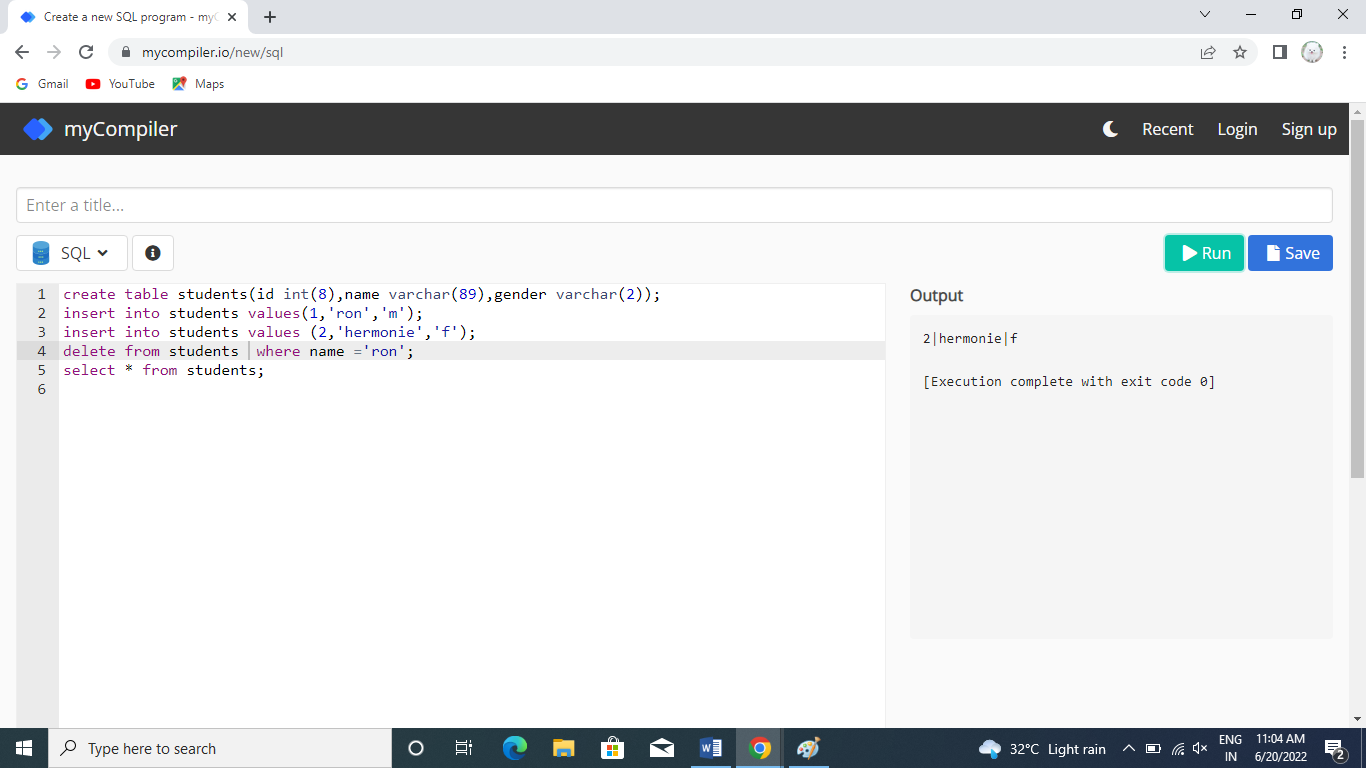 Create a new SQL program - my
mycompiler.io/new/sql
Gmail YouTube Maps
myCompiler Recent Login Sign up
Enter a title...
SQL Run Save
1 create table students(id int(8),name varchar(89),gender varchar(2));
2 insert into students values(1,'ron','m');
3 insert into students values (2,'hermonie','f');
4 delete from students where name ='ron';
5 select * from students;
6
Output
2|hermonie|f
[Execution complete with exit code 0]
Type here to search
32°C Light rain
ENG
IN
11:04 AM
6/20/2022
2